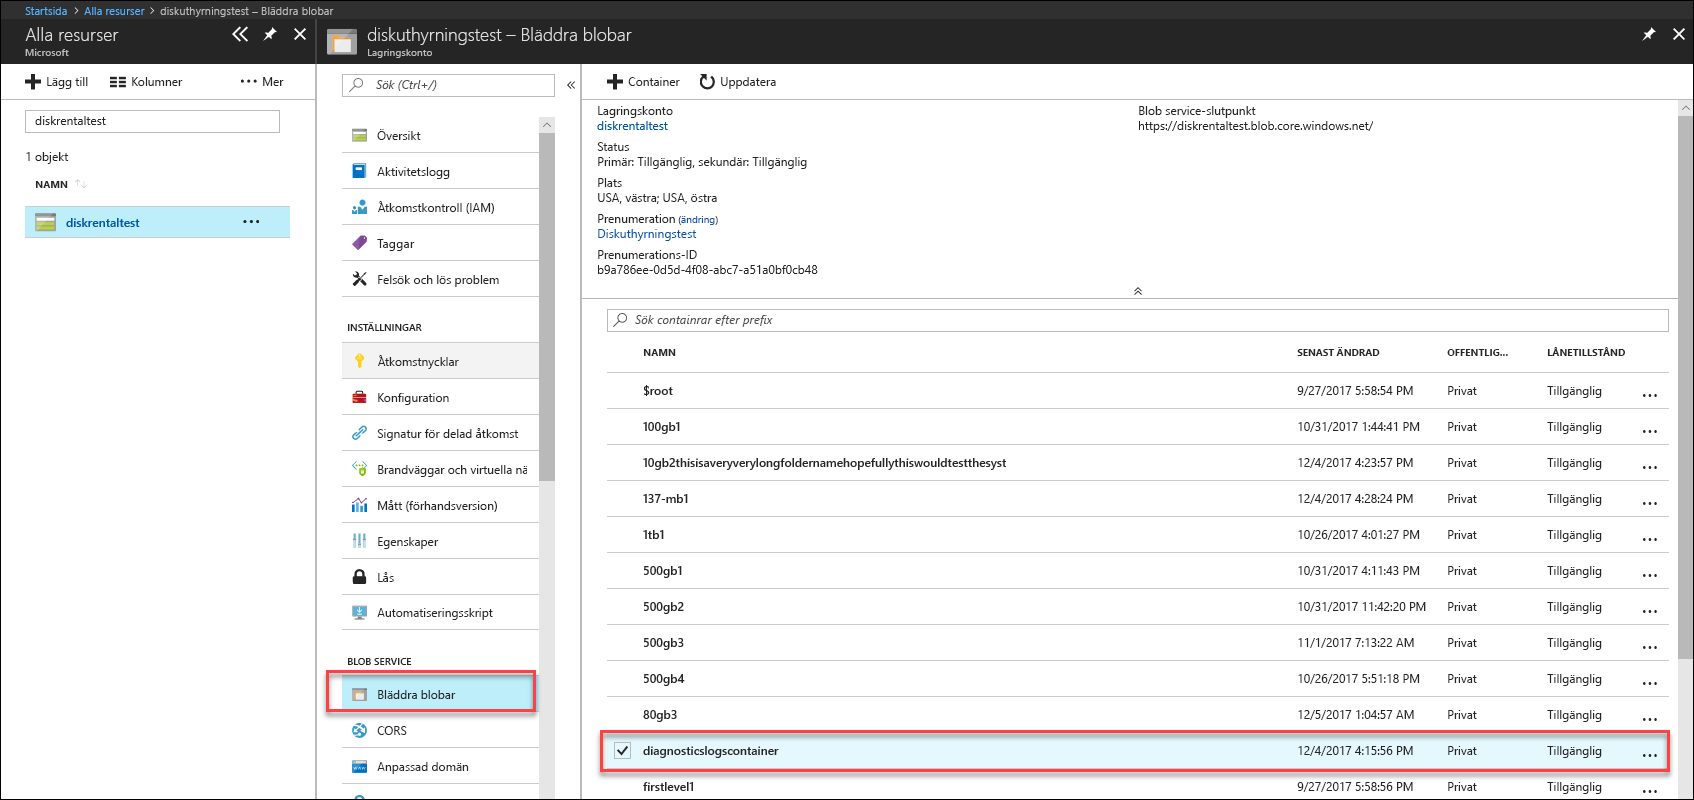 Startsida > Alla resurser > diskuthyrningstest – Bläddra blobar
Alla resurser
Microsoft
Lägg till
Kolumner
Mer
diskrentaltest
1 objekt
NAMN
diskrentaltest
diskuthyrningstest – Bläddra blobar
Lagringskonto
Sök (Ctrl+/)
Översikt
Aktivitetslogg
Åtkomstkontroll (IAM)
Taggar
Felsök och lös problem
INSTÄLLNINGAR
Åtkomstnycklar
Konfiguration
Signatur för delad åtkomst
Brandväggar och virtuella nä
Mått (förhandsversion)
Egenskaper
Lås
Automatiseringsskript
BLOB SERVICE
Bläddra blobar
CORS
Anpassad domän
Container
Uppdatera
Lagringskonto
diskrentaltest
Status
Primär: Tillgänglig, sekundär: Tillgänglig
Plats
USA, västra; USA, östra
Prenumeration (ändring)
Diskuthyrningstest
Prenumerations-ID
b9a786ee-0d5d-4f08-abc7-a51a0bf0cb48
Blob service-slutpunkt
https://diskrentaltest.blob.core.windows.net/
Sök containrar efter prefix
NAMN SENAST ÄNDRAD OFFENTLIG... LÅNETILLSTÅND
$root 9/27/2017 5:58:54 PM Privat Tillgänglig ...
100gb1 10/31/2017 1:44:41 PM Privat Tillgänglig ...
10gb2thisisaveryverylongfoldernamehopefullythiswouldtestthesyst 12/4/2017 4:23:57 PM Privat Tillgänglig ...
137-mb1 12/4/2017 4:28:24 PM Privat Tillgänglig ...
1tb1 10/26/2017 4:01:27 PM Privat Tillgänglig ...
500gb1 10/31/2017 4:11:43 PM Privat Tillgänglig ...
500gb2 10/31/2017 11:42:20 PM Privat Tillgänglig ...
500gb3 11/1/2017 7:13:22 AM Privat Tillgänglig ...
500gb4 10/26/2017 5:51:18 PM Privat Tillgänglig ...
80gb3 12/5/2017 1:04:57 AM Privat Tillgänglig ...
diagnosticslogscontainer 12/4/2017 4:15:56 PM Privat Tillgänglig ...
firstlevel1 9/27/2017 5:58:56 PM Privat Tillgänglig ...